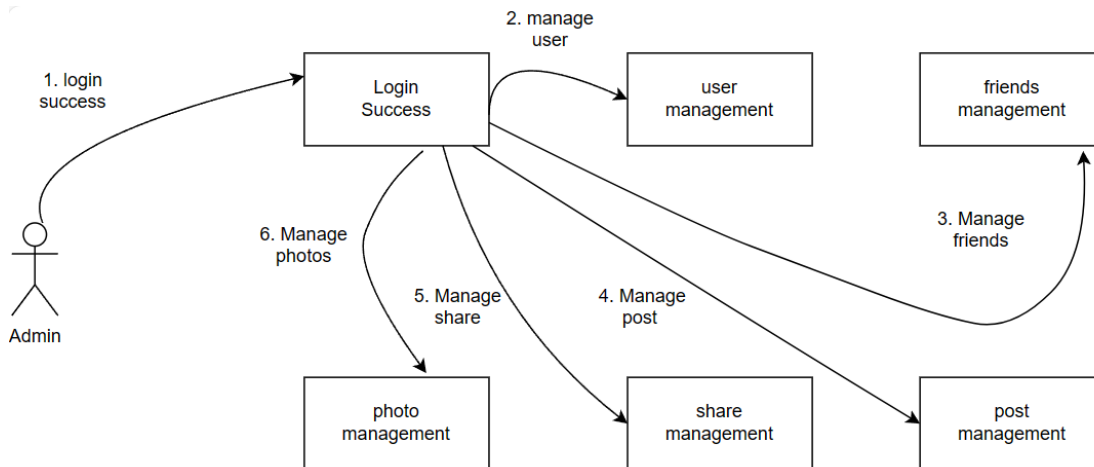 2. manage
user
1. login
success
Login
Success
user
management
friends
management
3. Manage
friends
6. Manage
photos
5. Manage
share
4. Manage
post
Admin
photo
management
share
management
post
management